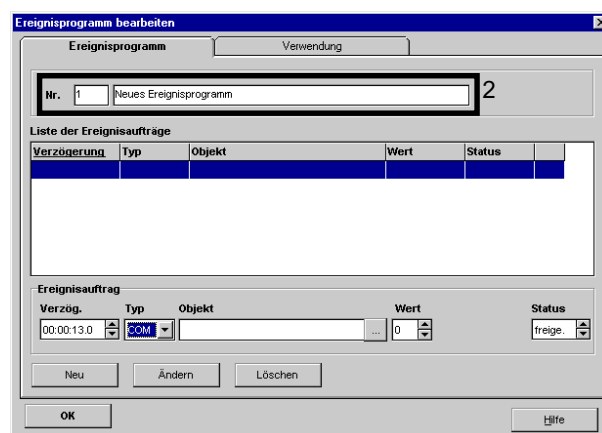 Ereignisprogramm bearbeiten
Ereignisprogramm Verwendung
Nr. 1 Neues Ereignisprogramm 2
Liste der Ereignisaufträge
Verzögerung Typ Objekt Wert Status
Ereignisauftrag
Verzög. Typ Objekt Wert Status
00:00:13.0 COM ... 0 freige.
Neu Ändern Löschen
OK Hilfe